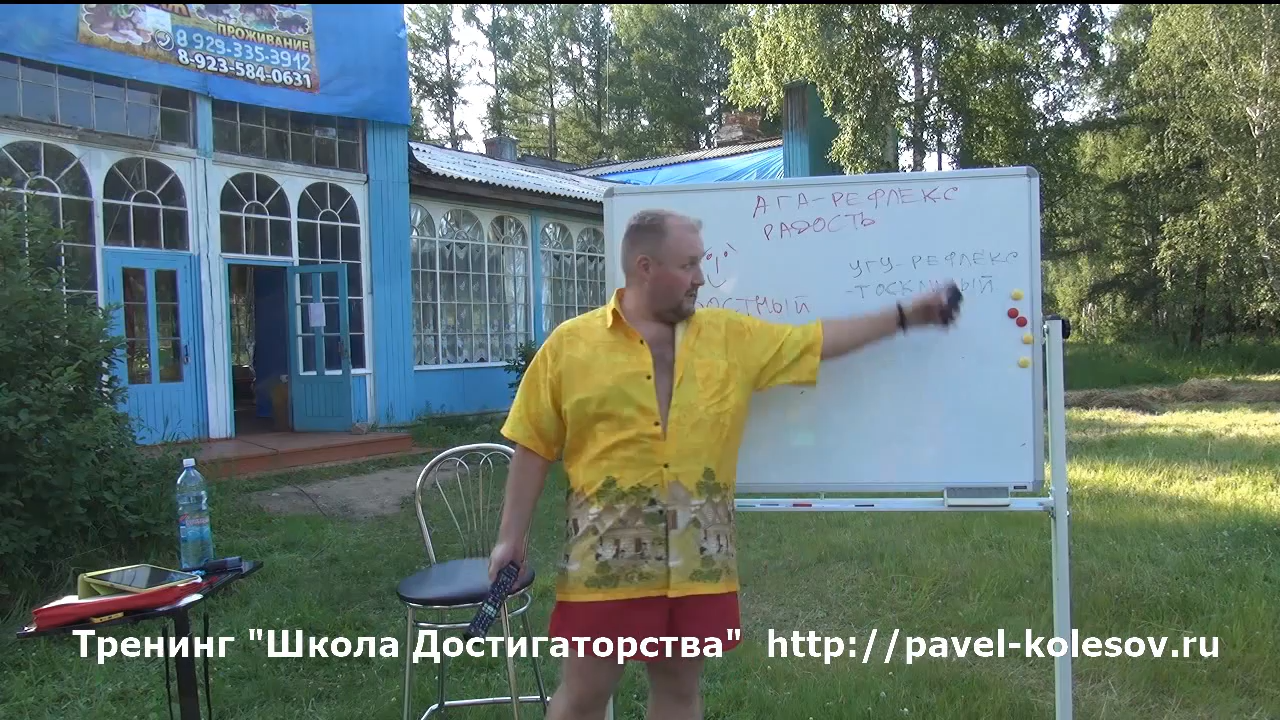 ПРОЖИВАНИЕ
8 929-335-3912
8-923-584-0631
АГА-РЕФЛЕКС
РАДОСТЬ
УГУ-РЕФЛЕКС
Тренинг "Школа Достигаторства" http://pavel-kolesov.ru